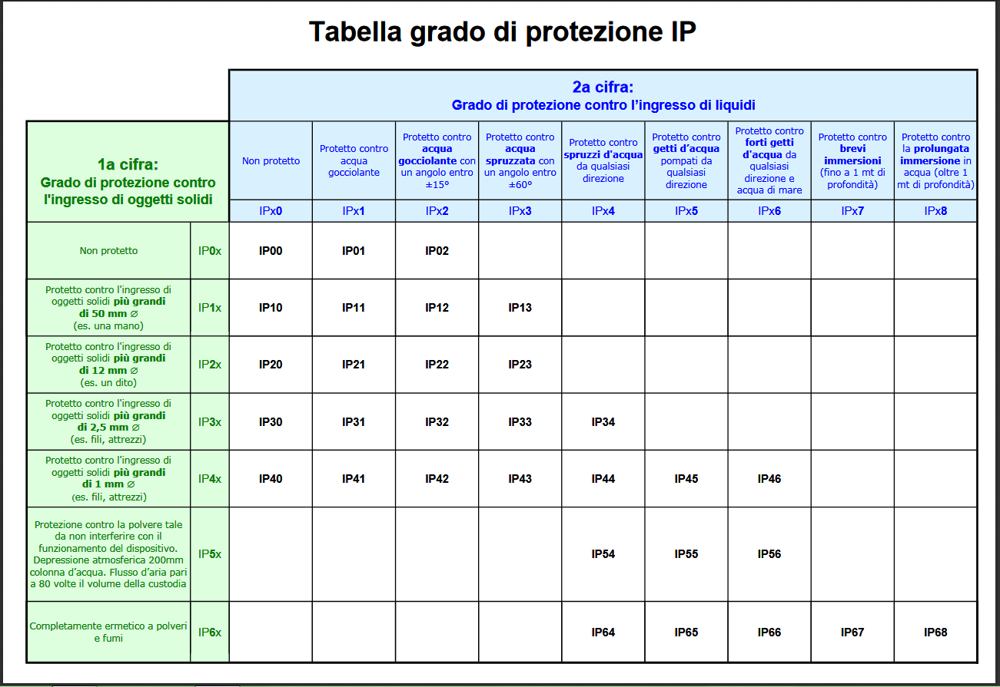 Tabella grado di protezione IP
2a cifra:
Grado di protezione contro l’ingresso di liquidi
1a cifra:
Grado di protezione contro
l'ingresso di oggetti solidi
Non protetto
Protetto contro
acqua
gocciolante
Protetto contro
acqua
gocciolante con
un angolo entro
±15°
Protetto contro
acqua
spruzzata con
un angolo entro
±60°
Protetto contro
spruzzi d'acqua
da qualsiasi
direzione
Protetto contro
getti d’acqua
pompati da
qualsiasi
direzione
Protetto contro
forti getti
d'acqua da
qualsiasi
direzione e
acqua di mare
Protetto contro
brevi
immersioni
(fino a 1 mt di
profondità)
Protetto contro
la prolungata
immersione in
acqua (oltre 1
mt di profondità)
IPx0 IPx1 IPx2 IPx3 IPx4 IPx5 IPx6 IPx7 IPx8
Non protetto
IP0x IP00 IP01 IP02
Protetto contro l'ingresso di
oggetti solidi più grandi
di 50 mm ∅
(es. una mano)
IP1x IP10 IP11 IP12 IP13
Protetto contro l'ingresso di
oggetti solidi più grandi
di 12 mm ∅
(es. un dito)
IP2x IP20 IP21 IP22 IP23
Protetto contro l'ingresso di
oggetti solidi più grandi
di 2,5 mm ∅
(es. fili, attrezzi)
IP3x IP30 IP31 IP32 IP33 IP34
Protetto contro l'ingresso di
oggetti solidi più grandi
di 1 mm ∅
(es. fili, attrezzi)
IP4x IP40 IP41 IP42 IP43 IP44 IP45 IP46
Protezione contro la polvere tale
da non interferire con il
funzionamento del dispositivo.
Depressione atmosferica 200mm
colonna d’acqua. Flusso d’aria pari
a 80 volte il volume della custodia
IP5x IP54 IP55 IP56
Completamente ermetico a polveri
e fumi
IP6x IP64 IP65 IP66 IP67 IP68